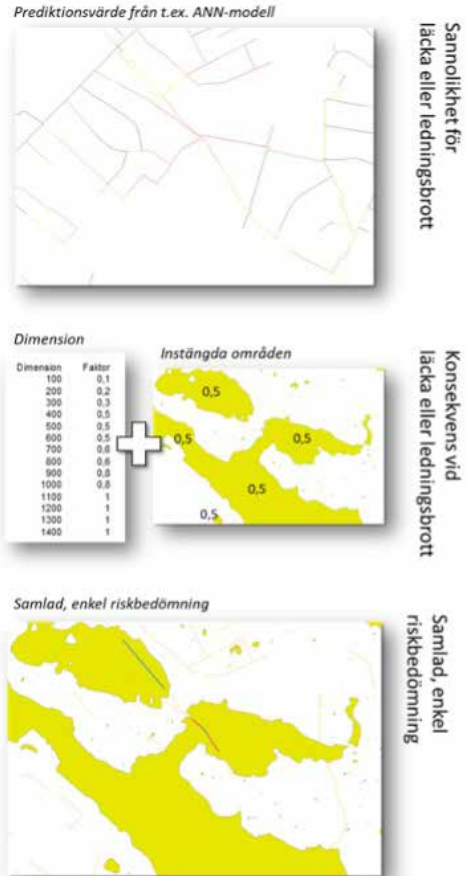 Prediktionsvärde från t.ex. ANN-modell
Sannolikhet för
läcka eller ledningsbrott
Dimension
Dimension Faktor
100 0,1
200 0,2
300 0,3
400 0,5
500 0,5
600 0,5
700 0,6
800 0,6
900 0,8
1000 0,8
1100 1
1200 1
1300 1
1400 1
Instängda områden
0,5
0,5
0,5
0,5
0,5
Konsekvens vid
läcka eller ledningsbrott
Samlad, enkel riskbedömning
Samlad, enkel
riskbedömning